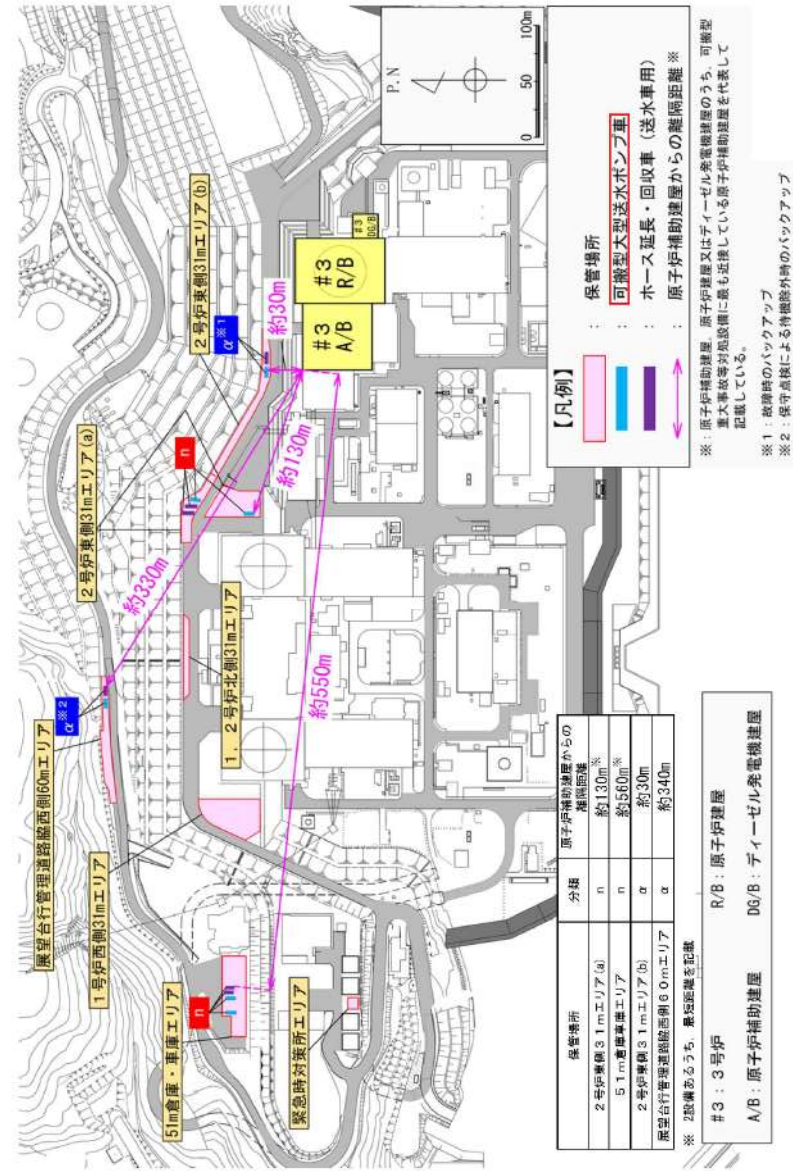 展望台行管理道路脇西側60mエリア
α※2
2号炉東側31mエリア(a)
2号炉東側31mエリア(b)
α※1
51m倉庫・車庫エリア
1号炉西側31mエリア
1，2号炉北側31mエリア
緊急時対策所エリア
n
n
約330m
約130m
約30m
約550m
#3
A/B
#3
R/B
#3
DG/B
P.N
0 50 100m
【凡例】
： 保管場所
： 可搬型大型送水ポンプ車
： ホース延長・回収車（送水車用）
： 原子炉補助建屋からの離隔距離※
※：原子炉補助建屋，原子炉建屋又はディーゼル発電機建屋のうち，可搬型
重大事故等対処設備に最も近接している原子炉補助建屋を代表して
記載している。
※1：故障時のバックアップ
※2：保守点検による待機除外時のバックアップ
保管場所 分類 原子炉補助建屋からの
離隔距離
2号炉東側31mエリア(a) n 約130m※
51m倉庫車庫エリア n 約560m※
2号炉東側31mエリア(b) α 約30m
展望台行管理道路脇西側60mエリア α 約340m
※ 2設備あるうち，最短距離を記載
#3：3号炉 R/B：原子炉建屋
A/B：原子炉補助建屋 DG/B：ディーゼル発電機建屋